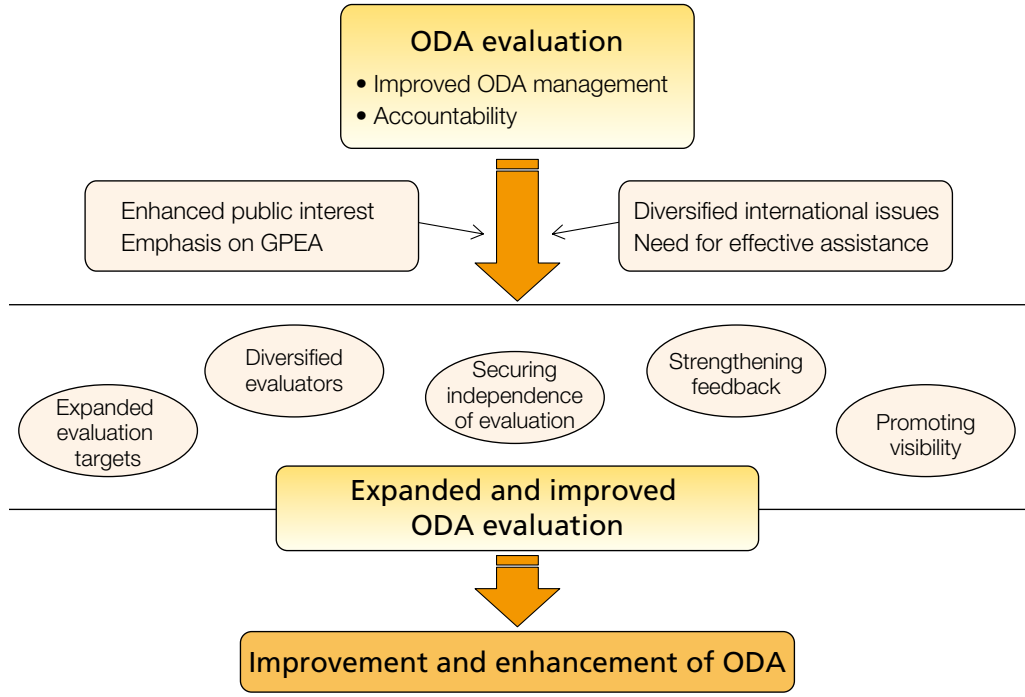 ODA evaluation
• Improved ODA management
• Accountability
Enhanced public interest
Emphasis on GPEA
Diversified international issues
Need for effective assistance
Expanded
evaluation
targets
Diversified
evaluators
Securing
independence
of evaluation
Strengthening
feedback
Promoting
visibility
Expanded and improved
ODA evaluation
Improvement and enhancement of ODA